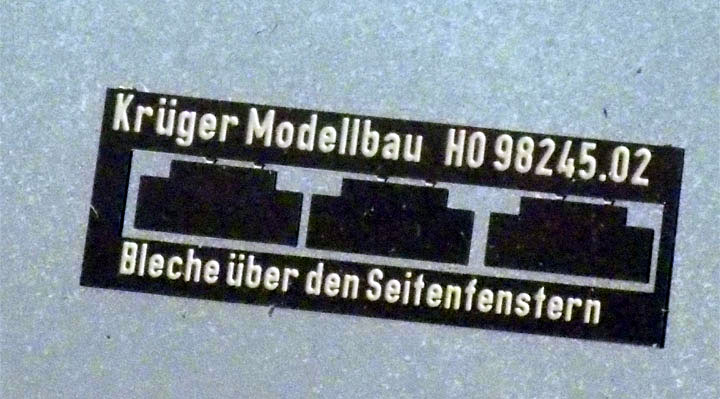 Krüger Modellbau H0 98245.02
Bleche über den Seitenfenstern